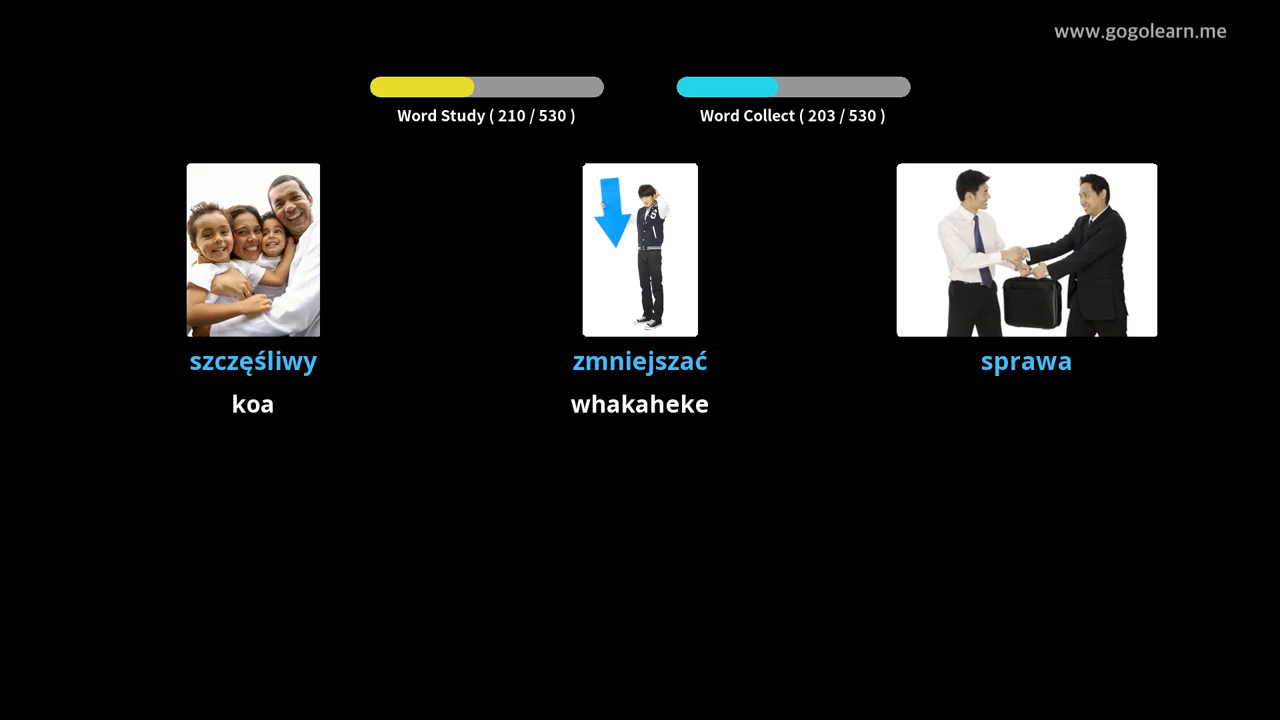 www.gogolearn.me
Word Study ( 210 / 530 )
Word Collect ( 203 / 530 )
szczęśliwy
zmniejszać
sprawa
koa
whakaheke
S